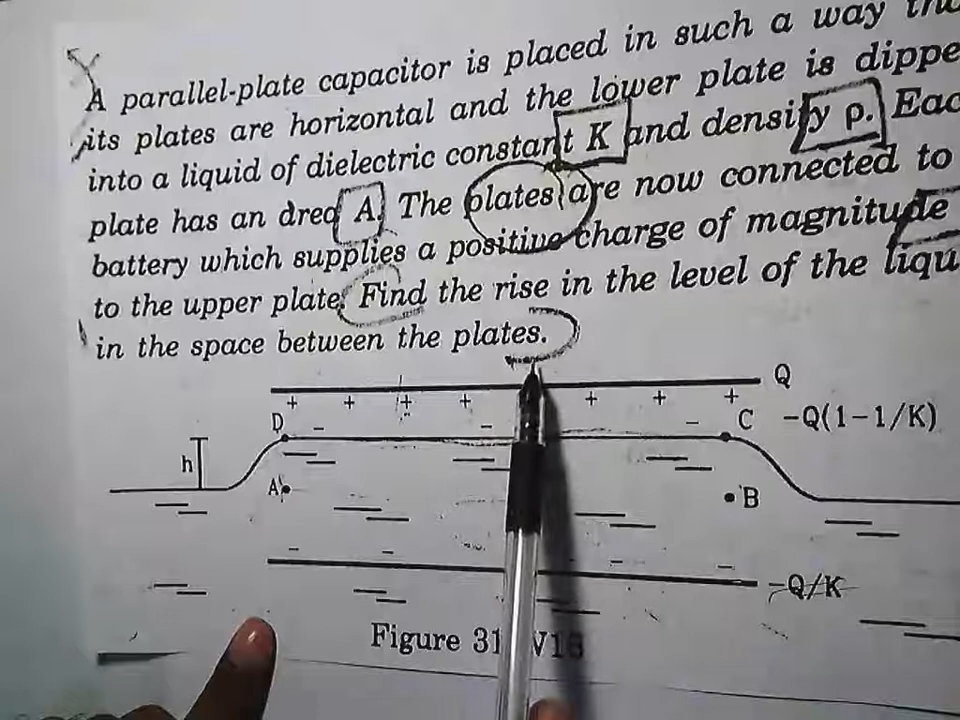 A parallel-plate capacitor is placed in such a way
its plates are horizontal and the lower plate is dippe
into a liquid of dielectric constant K and density ρ. Eac
plate has an area A. The plates are now connected to
battery which supplies a positive charge of magnitude
to the upper plate. Find the rise in the level of the liqu
in the space between the plates.
Q
+ + + + + + +
D - - - C -Q(1-1/K)
h
A B
- - - - -Q/K
Figure 31